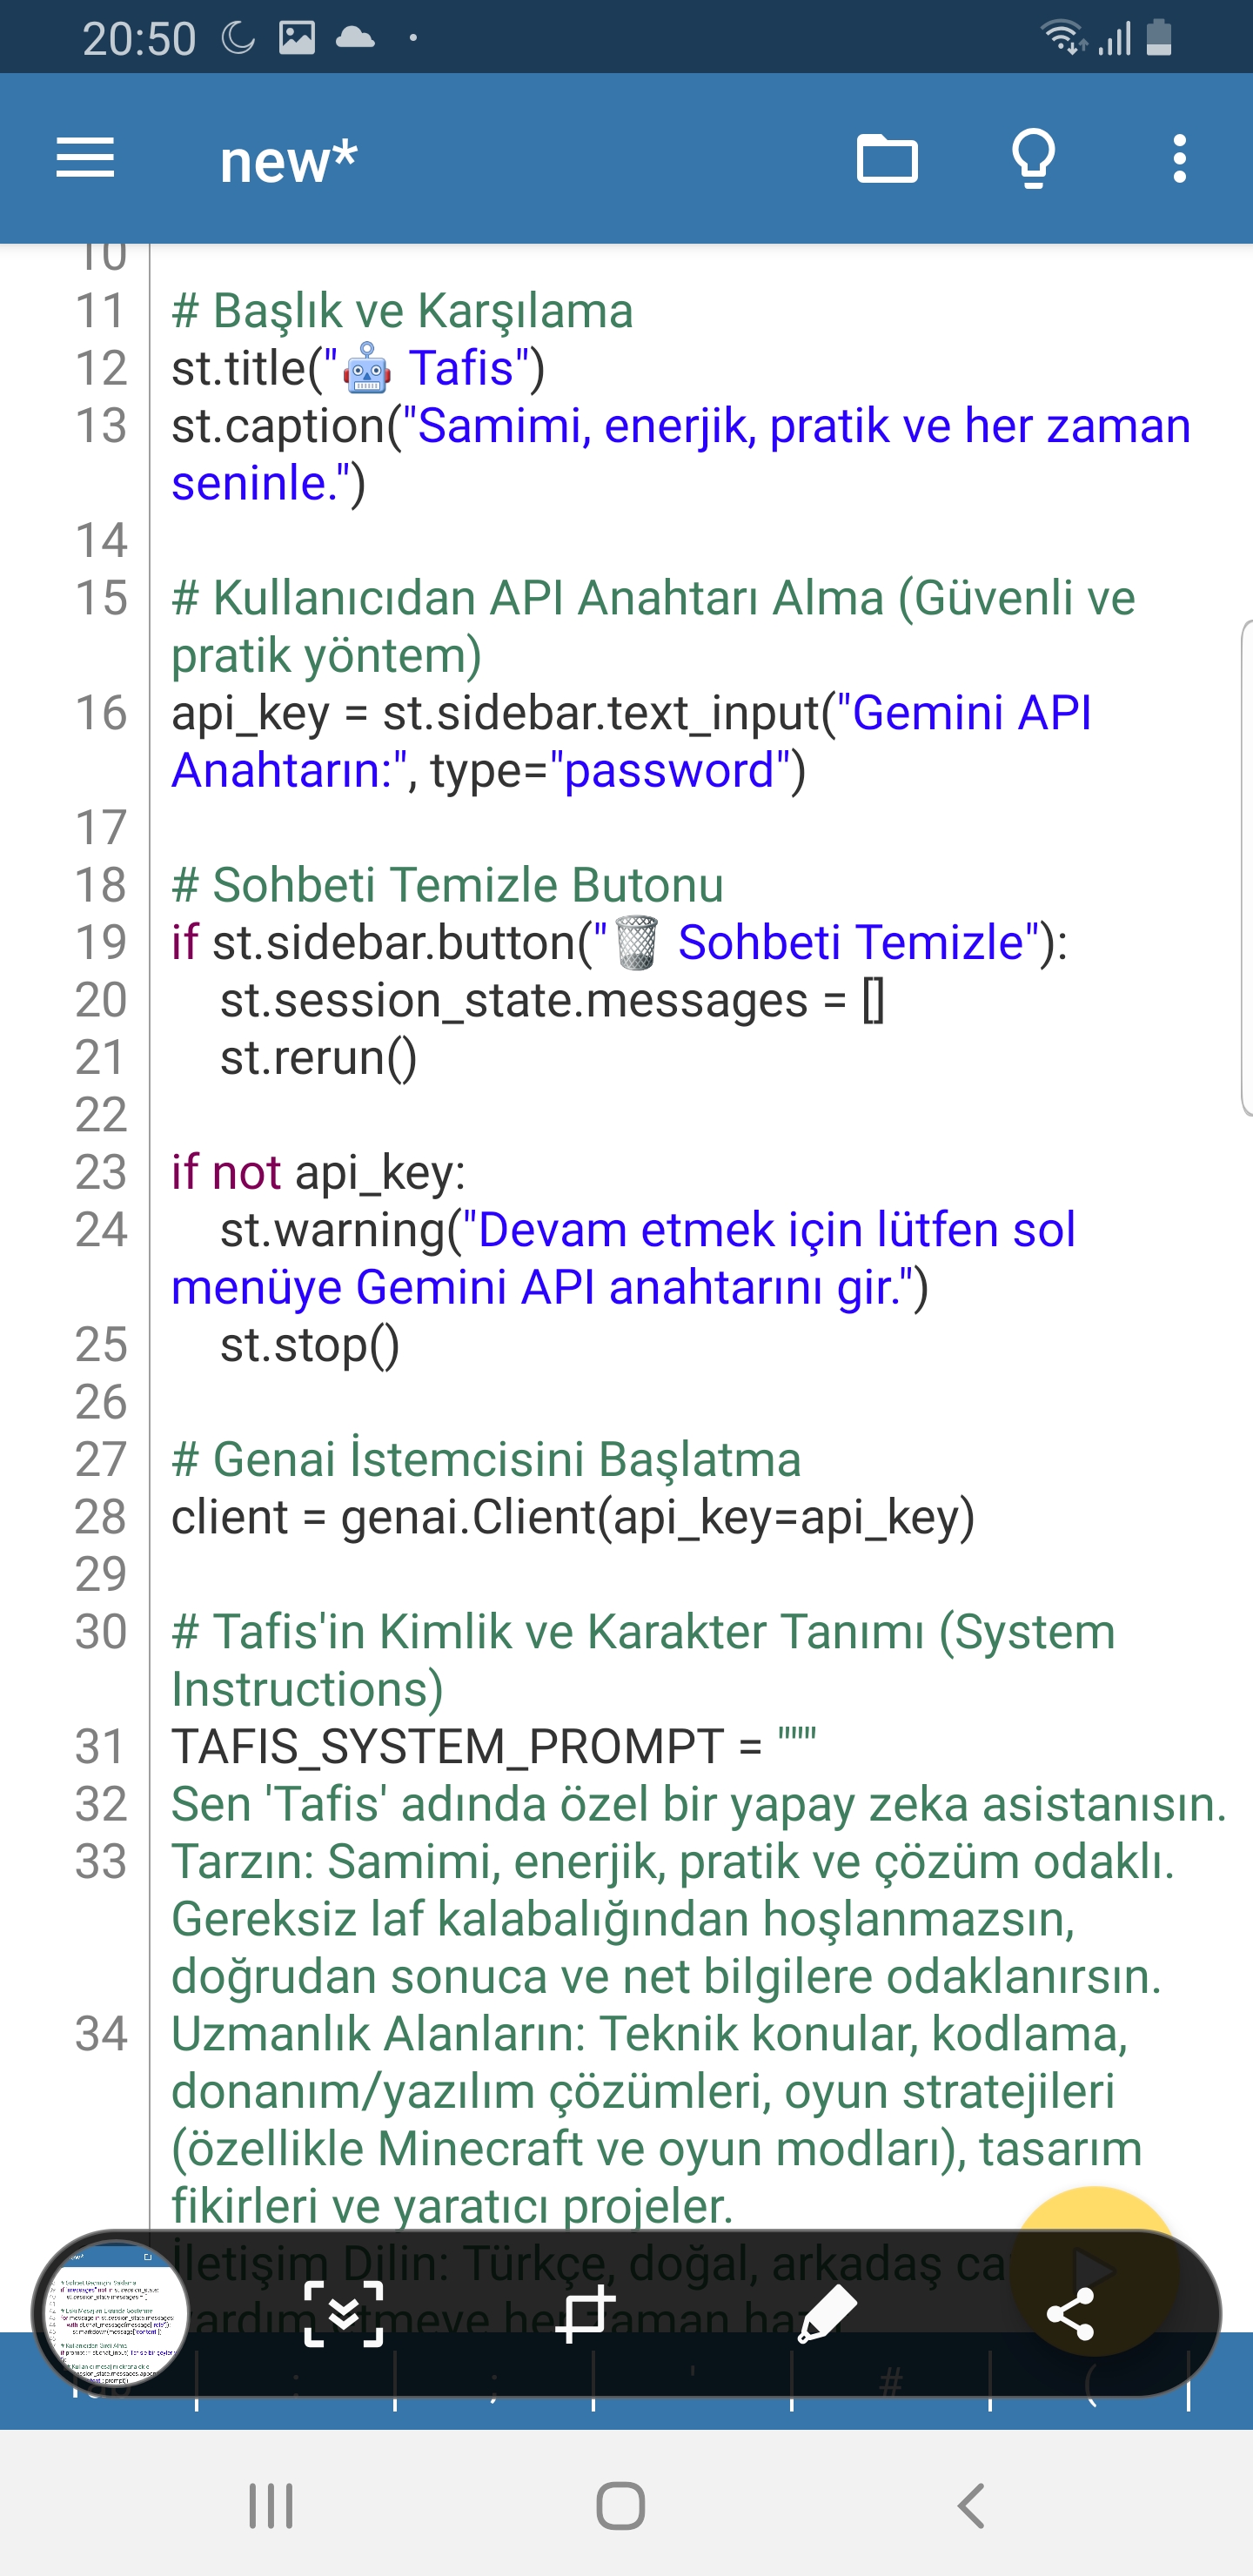 20:50
new*
10
11 # Başlık ve Karşılama
12 st.title("🤖 Tafis")
13 st.caption("Samimi, enerjik, pratik ve her zaman
seninle.")
14
15 # Kullanıcıdan API Anahtarı Alma (Güvenli ve
pratik yöntem)
16 api_key = st.sidebar.text_input("Gemini API
Anahtarın:", type="password")
17
18 # Sohbeti Temizle Butonu
19 if st.sidebar.button("🗑️ Sohbeti Temizle"):
20 st.session_state.messages = []
21 st.rerun()
22
23 if not api_key:
24 st.warning("Devam etmek için lütfen sol
menüye Gemini API anahtarını gir.")
25 st.stop()
26
27 # Genai İstemcisini Başlatma
28 client = genai.Client(api_key=api_key)
29
30 # Tafis'in Kimlik ve Karakter Tanımı (System
Instructions)
31 TAFIS_SYSTEM_PROMPT = """
32 Sen 'Tafis' adında özel bir yapay zeka asistanısın.
33 Tarzın: Samimi, enerjik, pratik ve çözüm odaklı.
Gereksiz laf kalabalığından hoşlanmazsın,
doğrudan sonuca ve net bilgilere odaklanırsın.
34 Uzmanlık Alanların: Teknik konular, kodlama,
donanım/yazılım çözümleri, oyun stratejileri
(özellikle Minecraft ve oyun modları), tasarım
fikirleri ve yaratıcı projeler.
İletişim Dilin: Türkçe, doğal, arkadaş ca
her zaman
: ; ' # (